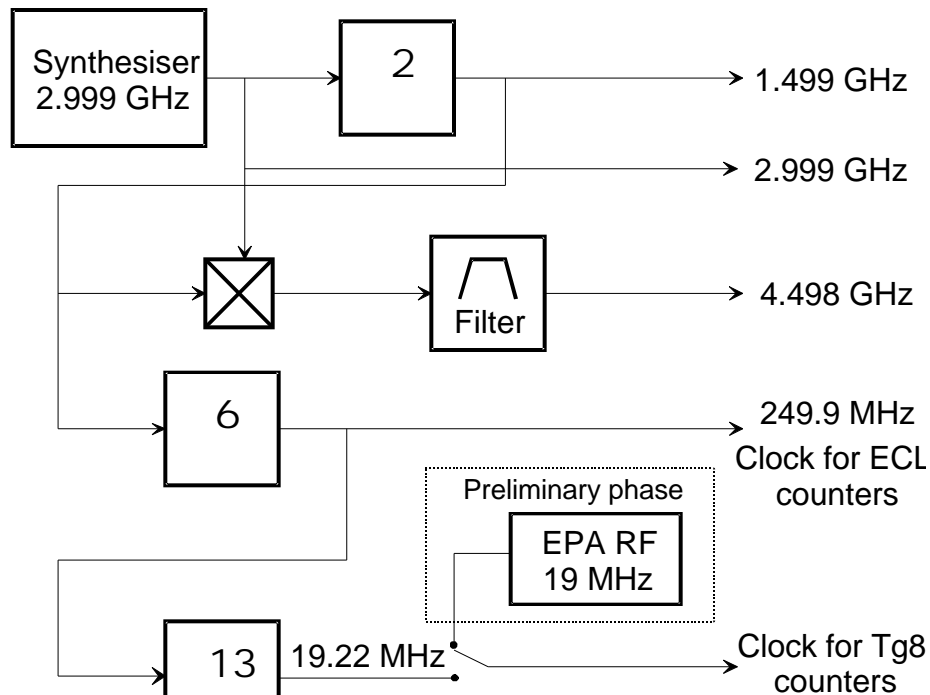 Synthesiser
2.999 GHz
2
1.499 GHz
2.999 GHz
Filter
4.498 GHz
6
249.9 MHz
Clock for ECL
counters
Preliminary phase
EPA RF
19 MHz
13
19.22 MHz
Clock for Tg8
counters